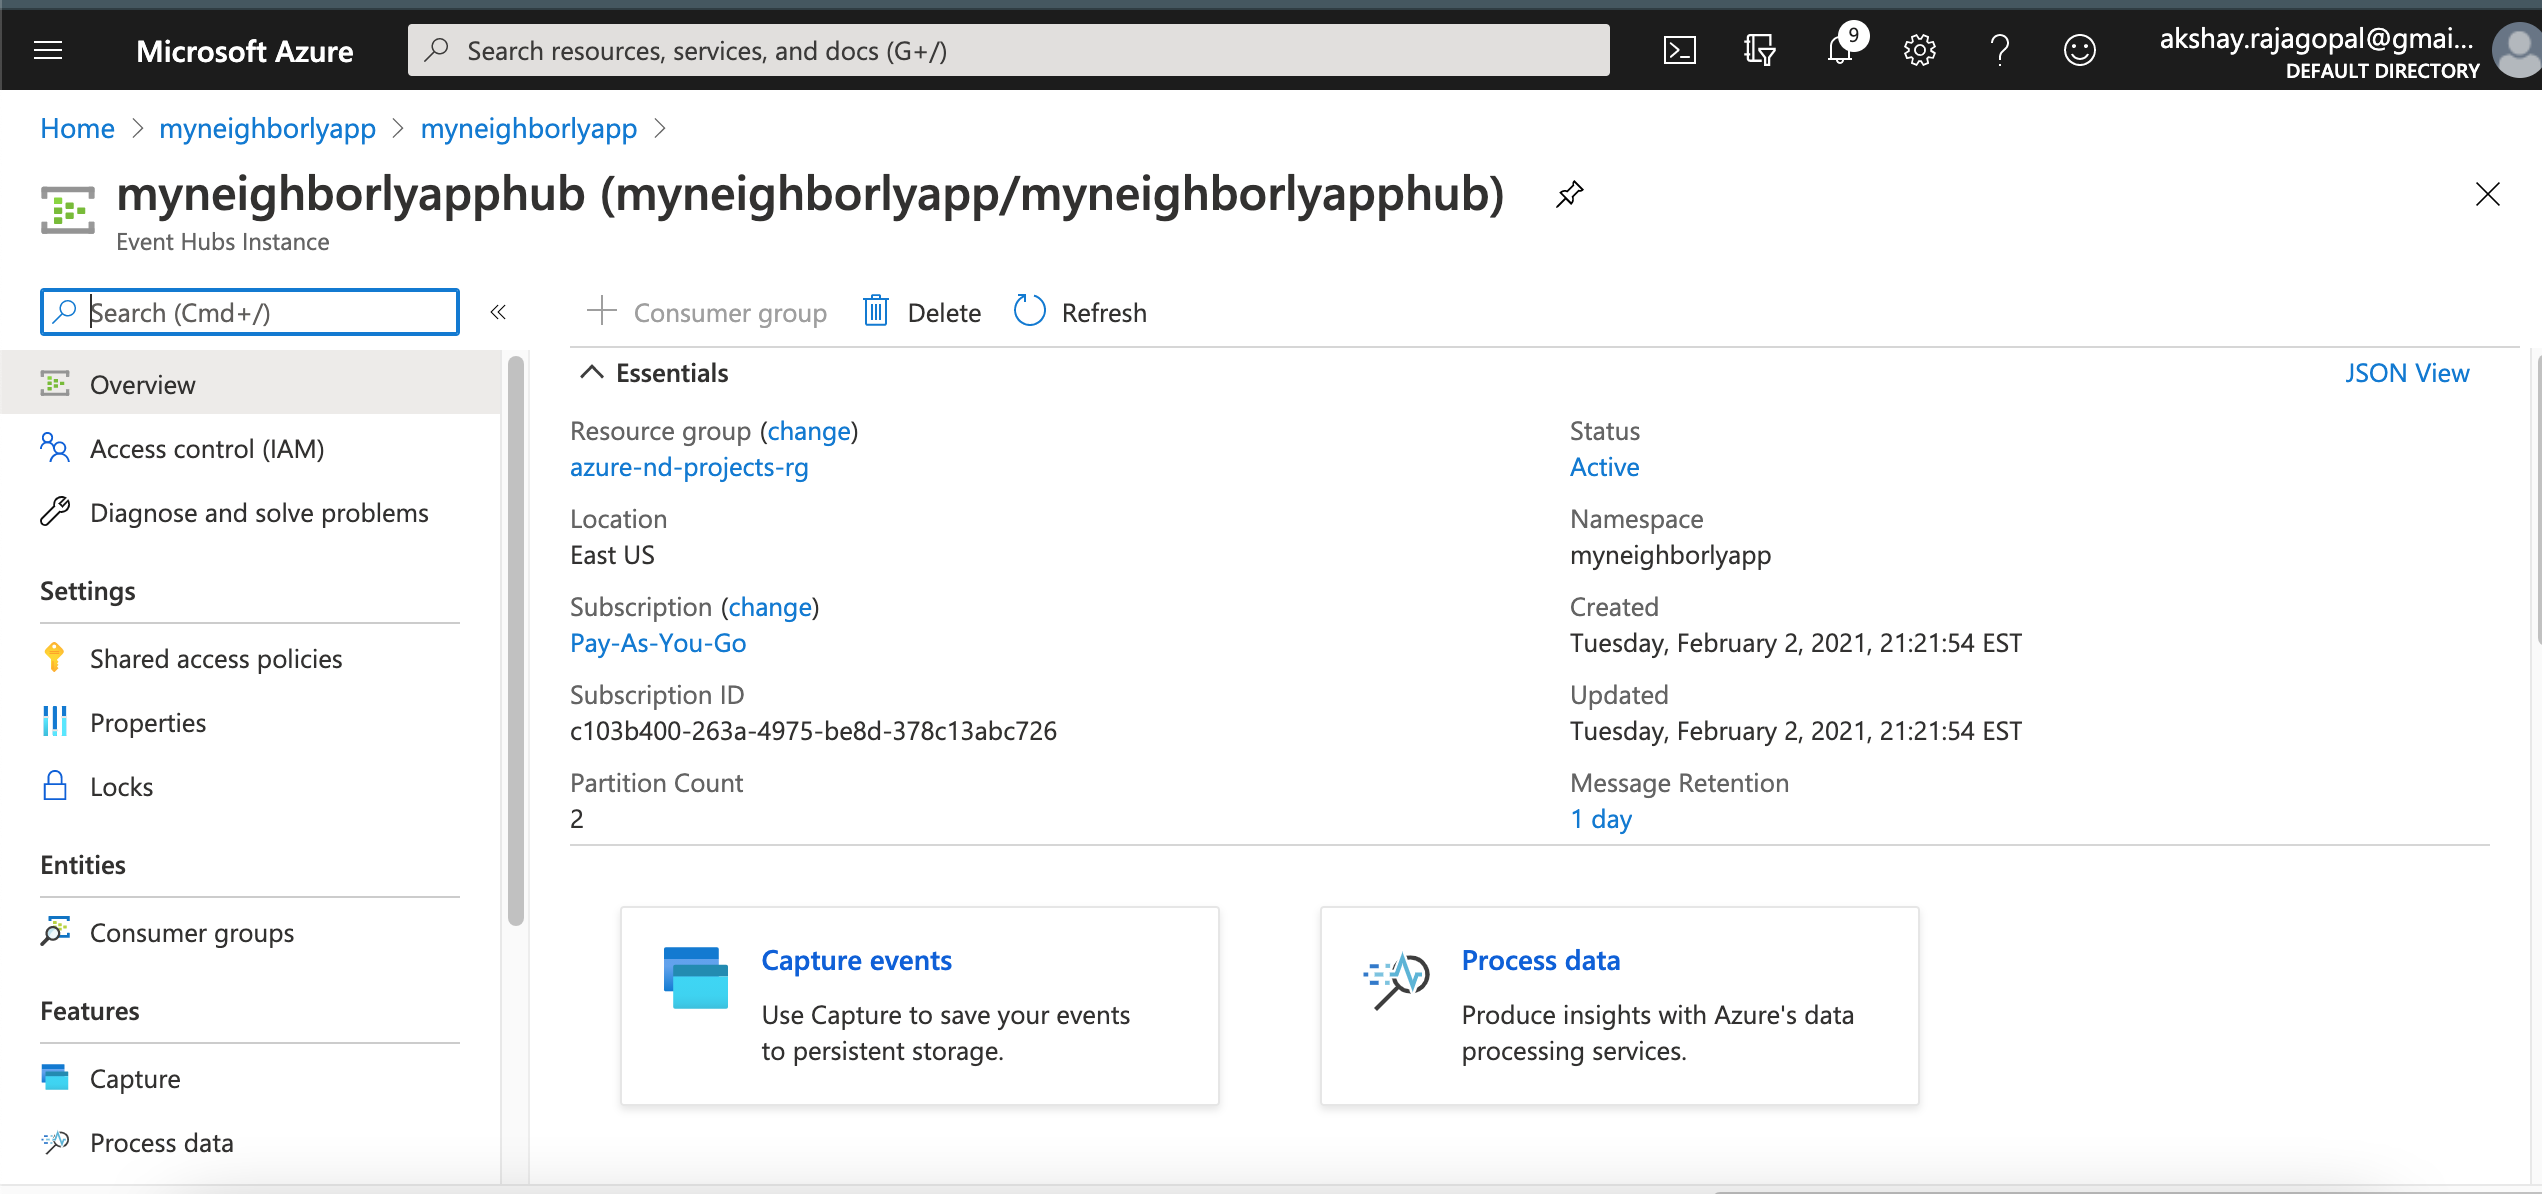 Microsoft Azure
Search resources, services, and docs (G+/)
9
akshay.rajagopal@gmai...
DEFAULT DIRECTORY
Home > myneighborlyapp > myneighborlyapp >
myneighborlyapphub (myneighborlyapp/myneighborlyapphub)
Event Hubs Instance
Search (Cmd+/)
«
Consumer group
Delete
Refresh
Overview
Access control (IAM)
Diagnose and solve problems
Settings
Shared access policies
Properties
Locks
Entities
Consumer groups
Features
Capture
Process data
Essentials
JSON View
Resource group (change)
azure-nd-projects-rg
Location
East US
Subscription (change)
Pay-As-You-Go
Subscription ID
c103b400-263a-4975-be8d-378c13abc726
Partition Count
2
Status
Active
Namespace
myneighborlyapp
Created
Tuesday, February 2, 2021, 21:21:54 EST
Updated
Tuesday, February 2, 2021, 21:21:54 EST
Message Retention
1 day
Capture events
Use Capture to save your events
to persistent storage.
Process data
Produce insights with Azure's data
processing services.